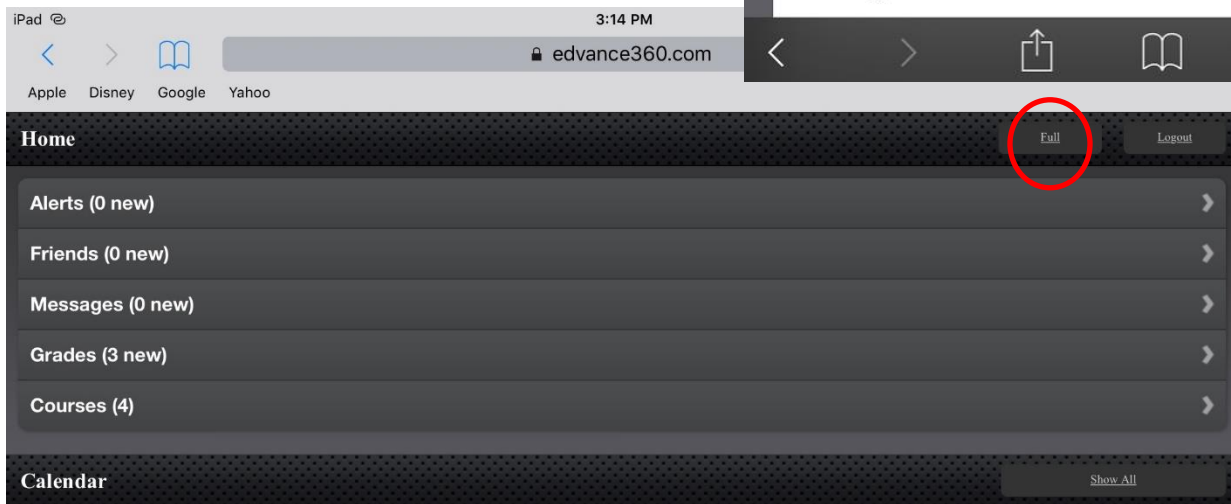 iPad 3:14 PM
edvance360.com
Apple Disney Google Yahoo
Home Full Logout
Alerts (0 new)
Friends (0 new)
Messages (0 new)
Grades (3 new)
Courses (4)
Calendar Show All